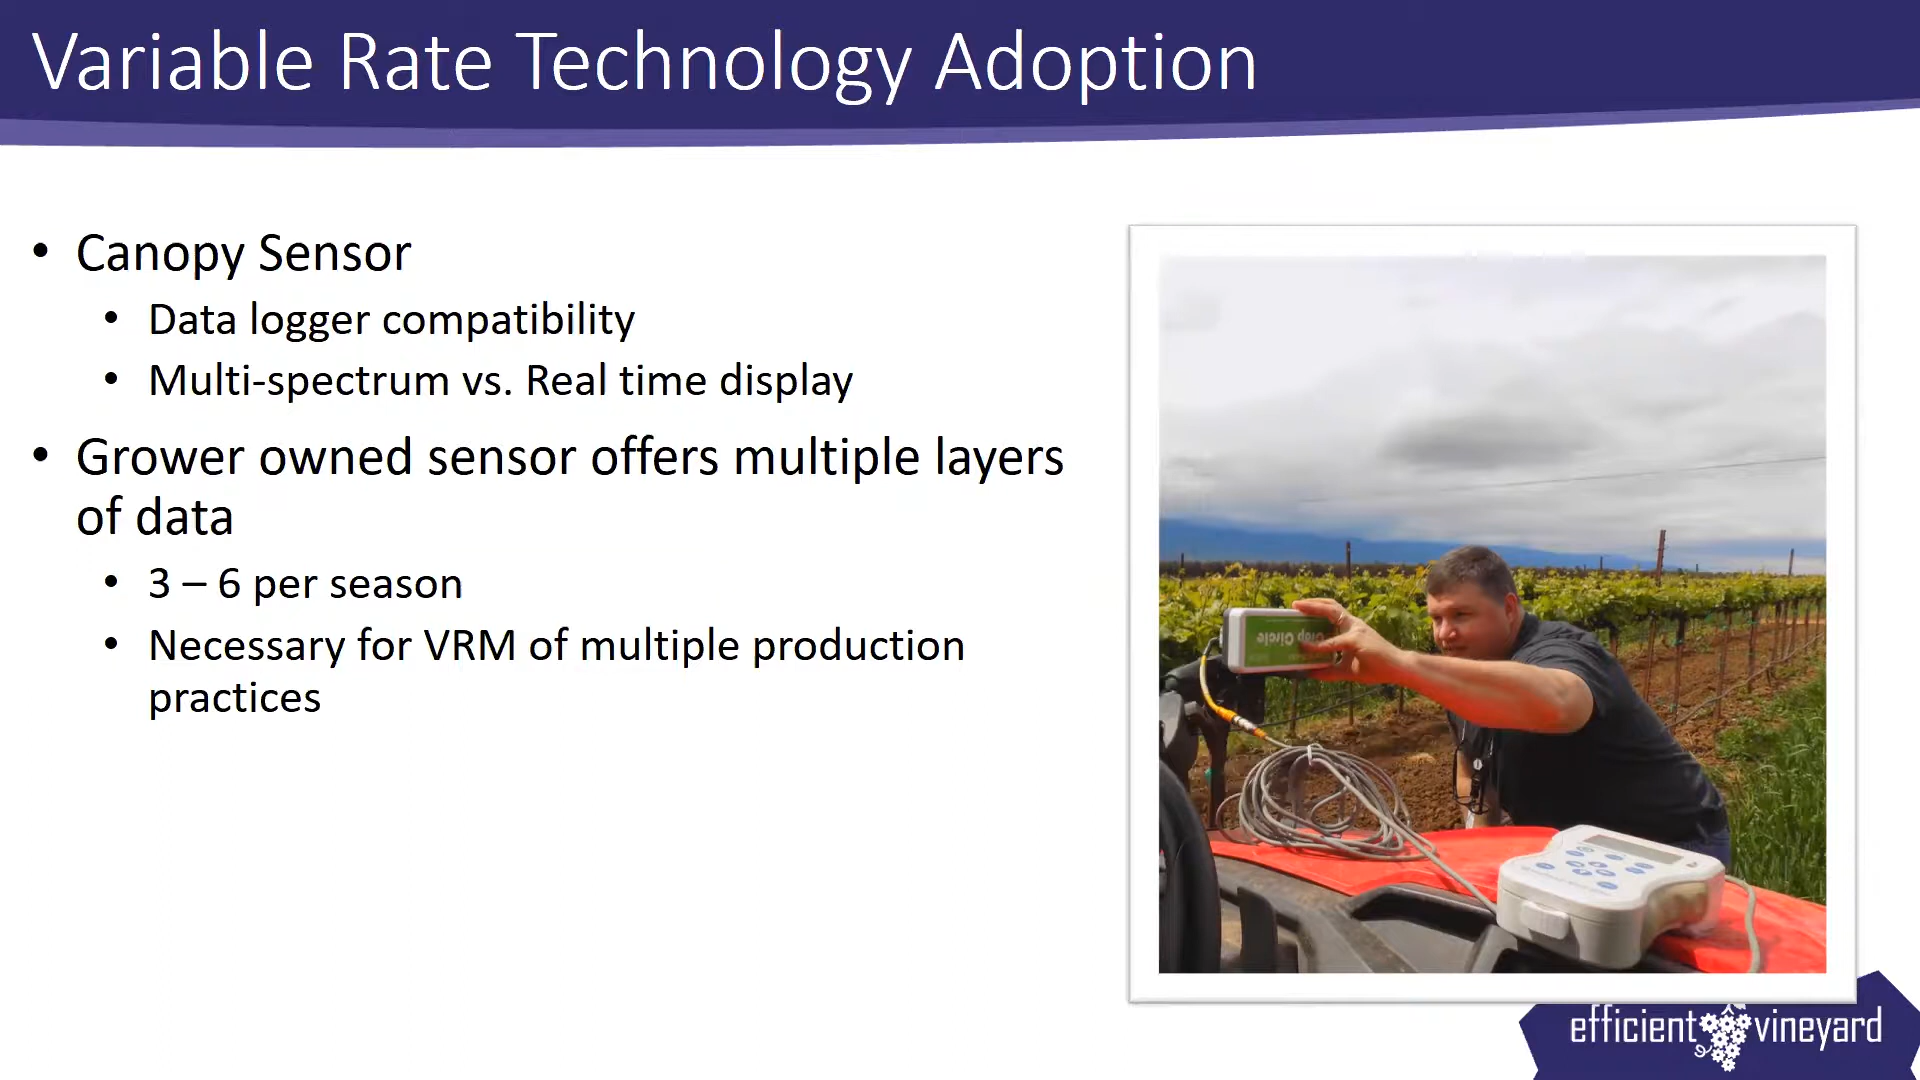 Variable Rate Technology Adoption
• Canopy Sensor
• Data logger compatibility
• Multi-spectrum vs. Real time display
• Grower owned sensor offers multiple layers
of data
• 3 – 6 per season
• Necessary for VRM of multiple production
practices
Crop Circle
efficient vineyard